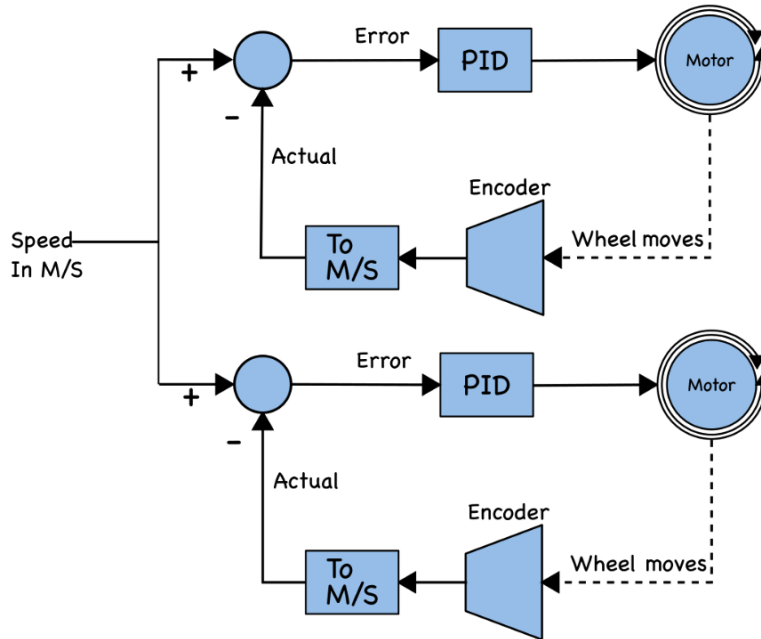 Error
PID
Motor
+
-
Actual
Encoder
To
M/S
Wheel moves
Speed
In M/S
Error
PID
Motor
+
-
Actual
Encoder
To
M/S
Wheel moves